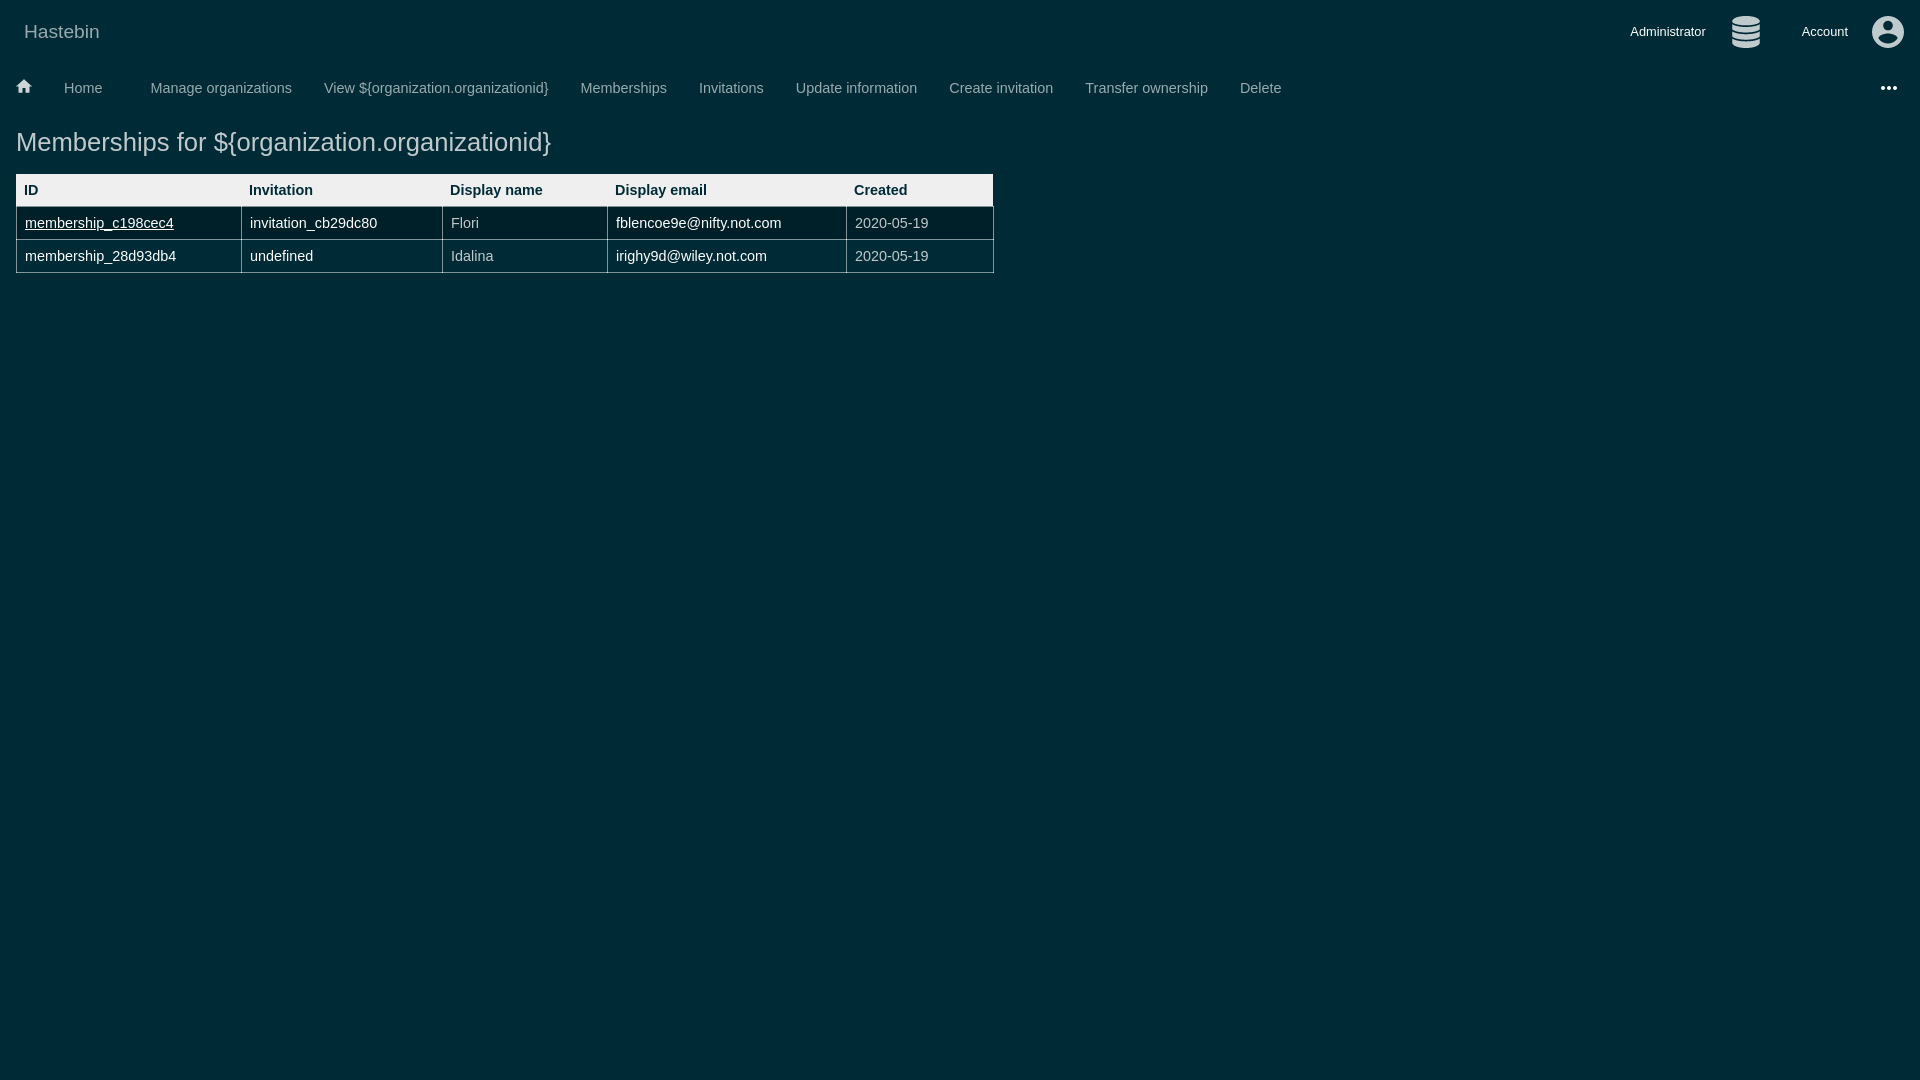 Hastebin
Administrator
Account
Home Manage organizations View ${organization.organizationid} Memberships Invitations Update information Create invitation Transfer ownership Delete
Memberships for ${organization.organizationid}
ID Invitation Display name Display email Created
membership_c198cec4 invitation_cb29dc80 Flori fblencoe9e@nifty.not.com 2020-05-19
membership_28d93db4 undefined Idalina irighy9d@wiley.not.com 2020-05-19